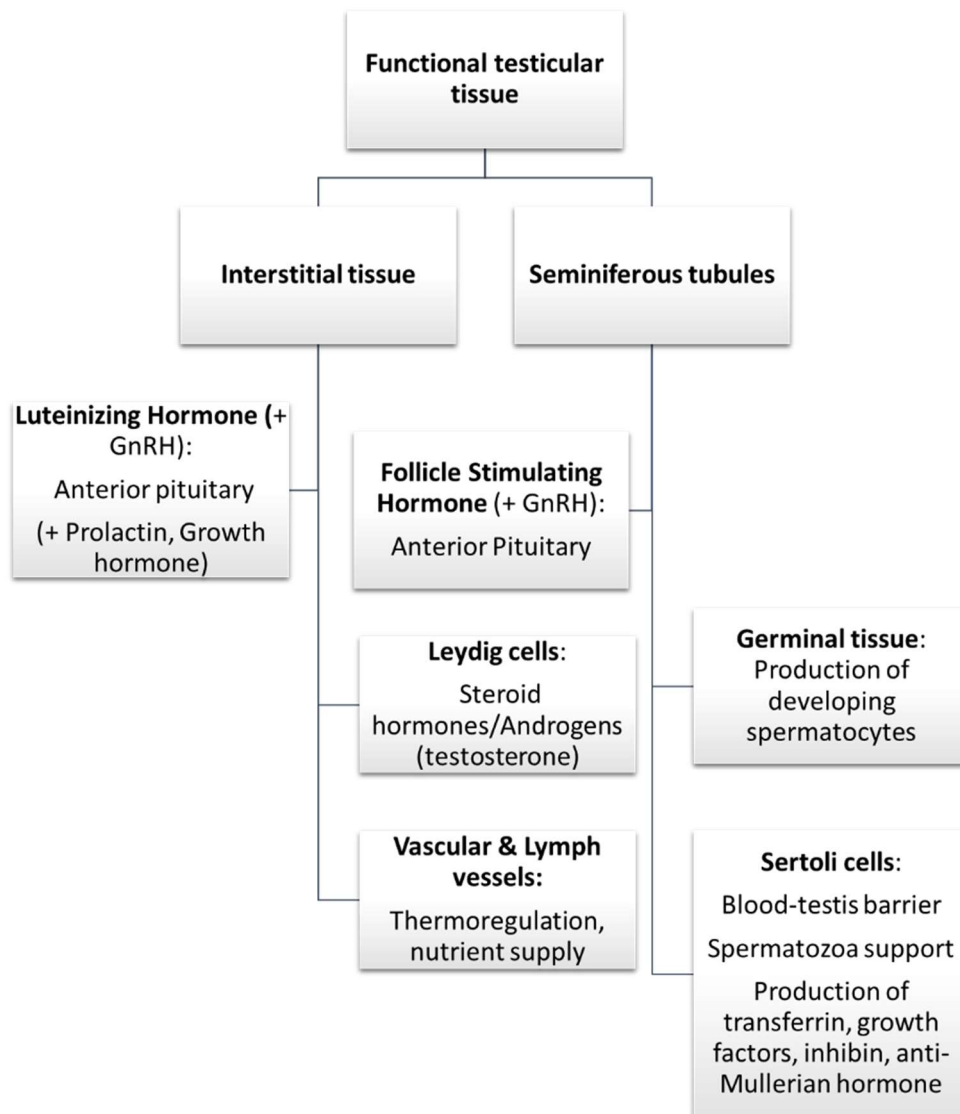 Functional testicular
tissue
Interstitial tissue
Seminiferous tubules
Luteinizing Hormone (+
GnRH):
Anterior pituitary
(+ Prolactin, Growth
hormone)
Follicle Stimulating
Hormone (+ GnRH):
Anterior Pituitary
Leydig cells:
Steroid
hormones/Androgens
(testosterone)
Germinal tissue:
Production of
developing
spermatocytes
Vascular & Lymph
vessels:
Thermoregulation,
nutrient supply
Sertoli cells:
Blood-testis barrier
Spermatozoa support
Production of
transferrin, growth
factors, inhibin, anti-
Mullerian hormone